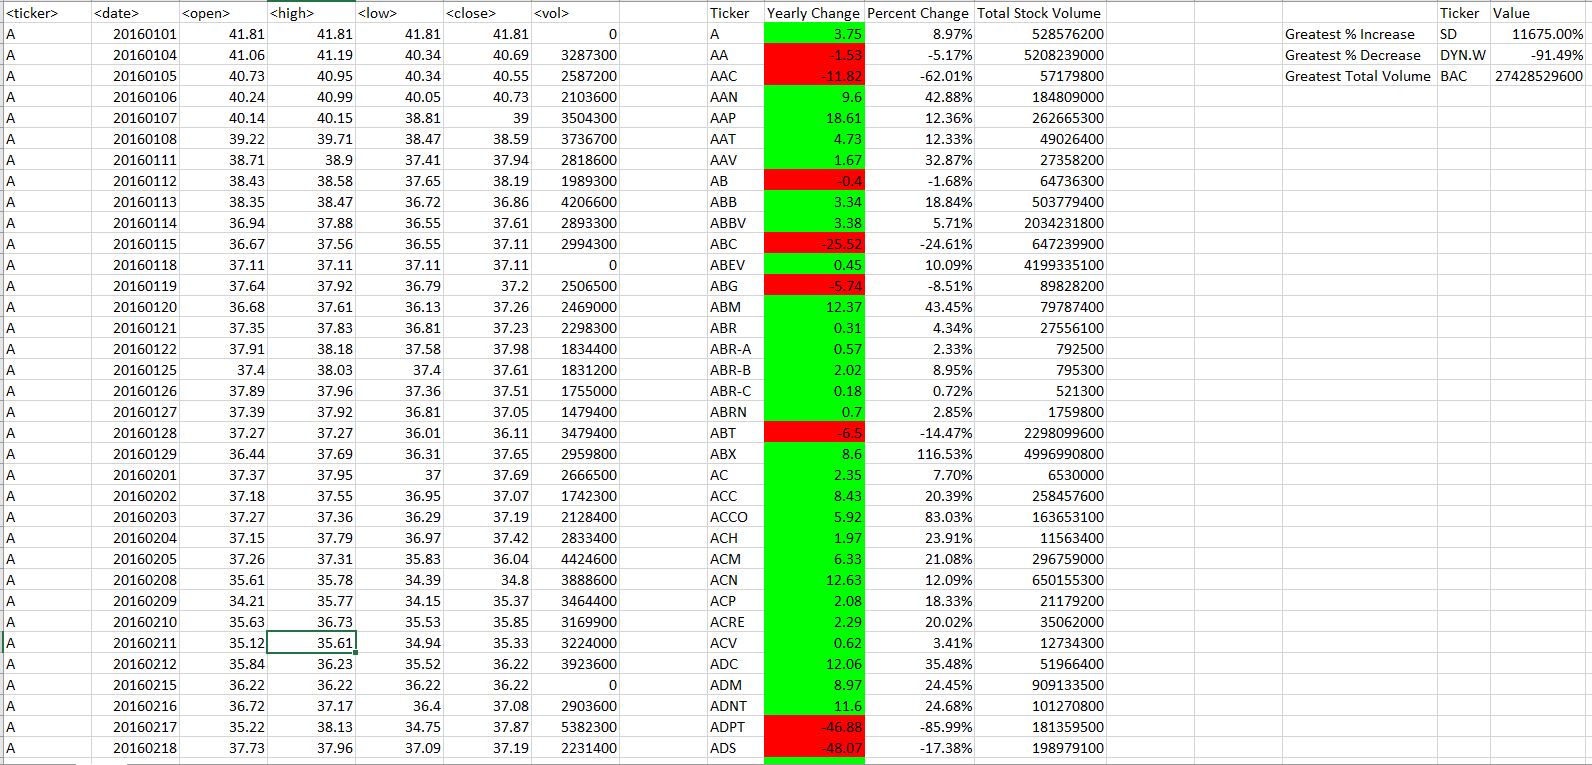 <ticker> <date> <open> <high> <low> <close> <vol> Ticker Yearly Change Percent Change Total Stock Volume Ticker Value
A 20160101 41.81 41.81 41.81 41.81 0 A 3.75 8.97% 528576200 Greatest % Increase SD 11675.00%
A 20160104 41.06 41.19 40.34 40.69 3287300 AA -1.53 -5.17% 5208239000 Greatest % Decrease DYN.W -91.49%
A 20160105 40.73 40.95 40.34 40.55 2587200 AAC -11.82 -62.01% 57179800 Greatest Total Volume BAC 27428529600
A 20160106 40.24 40.99 40.05 40.73 2103600 AAN 9.6 42.88% 184809000
A 20160107 40.14 40.15 38.81 39 3504300 AAP 18.61 12.36% 262665300
A 20160108 39.22 39.71 38.47 38.59 3736700 AAT 4.73 12.33% 49026400
A 20160111 38.71 38.9 37.41 37.94 2818600 AAV 1.67 32.87% 27358200
A 20160112 38.43 38.58 37.65 38.19 1989300 AB -0.4 -1.68% 64736300
A 20160113 38.35 38.47 36.72 36.86 4206600 ABB 3.34 18.84% 503779400
A 20160114 36.94 37.88 36.55 37.61 2893300 ABBV 3.38 5.71% 2034231800
A 20160115 36.67 37.56 36.55 37.11 2994300 ABC -25.52 -24.61% 647239900
A 20160118 37.11 37.11 37.11 37.11 0 ABEV 0.45 10.09% 4199335100
A 20160119 37.64 37.92 36.79 37.2 2506500 ABG -5.74 -8.51% 89828200
A 20160120 36.68 37.61 36.13 37.26 2469000 ABM 12.37 43.45% 79787400
A 20160121 37.35 37.83 36.81 37.23 2298300 ABR 0.31 4.34% 27556100
A 20160122 37.91 38.18 37.58 37.98 1834400 ABR-A 0.57 2.33% 792500
A 20160125 37.4 38.03 37.4 37.61 1831200 ABR-B 2.02 8.95% 795300
A 20160126 37.89 37.96 37.36 37.51 1755000 ABR-C 0.18 0.72% 521300
A 20160127 37.39 37.92 36.81 37.05 1479400 ABRN 0.7 2.85% 1759800
A 20160128 37.27 37.27 36.01 36.11 3479400 ABT -6.5 -14.47% 2298099600
A 20160129 36.44 37.69 36.31 37.65 2959800 ABX 8.6 116.53% 4996990800
A 20160201 37.37 37.95 37 37.69 2666500 AC 2.35 7.70% 6530000
A 20160202 37.18 37.55 36.95 37.07 1742300 ACC 8.43 20.39% 258457600
A 20160203 37.27 37.36 36.29 37.19 2128400 ACCO 5.92 83.03% 163653100
A 20160204 37.15 37.79 36.97 37.42 2833400 ACH 1.97 23.91% 11563400
A 20160205 37.26 37.31 35.83 36.04 4424600 ACM 6.33 21.08% 296759000
A 20160208 35.61 35.78 34.39 34.8 3888600 ACN 12.63 12.09% 650155300
A 20160209 34.21 35.77 34.15 35.37 3464400 ACP 2.08 18.33% 21179200
A 20160210 35.63 36.73 35.53 35.85 3169900 ACRE 2.29 20.02% 35062000
A 20160211 35.12 35.61 34.94 35.33 3224000 ACV 0.62 3.41% 12734300
A 20160212 35.84 36.23 35.52 36.22 3923600 ADC 12.06 35.48% 51966400
A 20160215 36.22 36.22 36.22 36.22 0 ADM 8.97 24.45% 909133500
A 20160216 36.72 37.17 36.4 37.08 2903600 ADNT 11.6 24.68% 101270800
A 20160217 35.22 38.13 34.75 37.87 5382300 ADPT -46.88 -85.99% 181359500
A 20160218 37.73 37.96 37.09 37.19 2231400 ADS -48.07 -17.38% 198979100